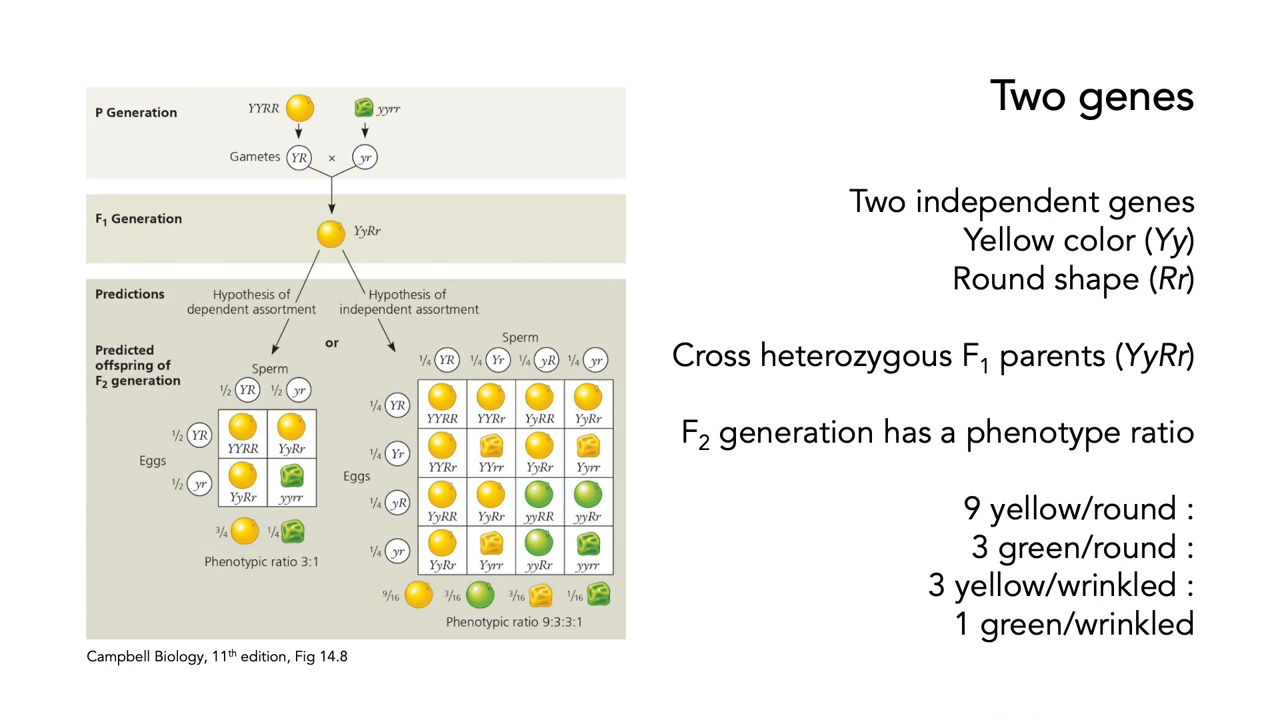 Two genes
P Generation
YYRR
yyrr
Gametes YR × yr
F₁ Generation
YyRr
Predictions
Hypothesis of
dependent assortment
or
Hypothesis of
independent assortment
Predicted
offspring of
F₂ generation
Sperm
1/2 YR 1/2 yr
Eggs
1/2 YR
YYRR YyRr
1/2 yr
YyRr yyrr
3/4 1/4
Phenotypic ratio 3:1
Sperm
1/4 YR 1/4 Yr 1/4 yR 1/4 yr
Eggs
1/4 YR
YYRR YYRr YyRR YyRr
1/4 Yr
YYRr YYrr YyRr Yyrr
1/4 yR
YyRR YyRr yyRR yyRr
1/4 yr
YyRr Yyrr yyRr yyrr
9/16 3/16 3/16 1/16
Phenotypic ratio 9:3:3:1
Campbell Biology, 11th edition, Fig 14.8
Two independent genes
Yellow color (Yy)
Round shape (Rr)
Cross heterozygous F₁ parents (YyRr)
F₂ generation has a phenotype ratio
9 yellow/round :
3 green/round :
3 yellow/wrinkled :
1 green/wrinkled